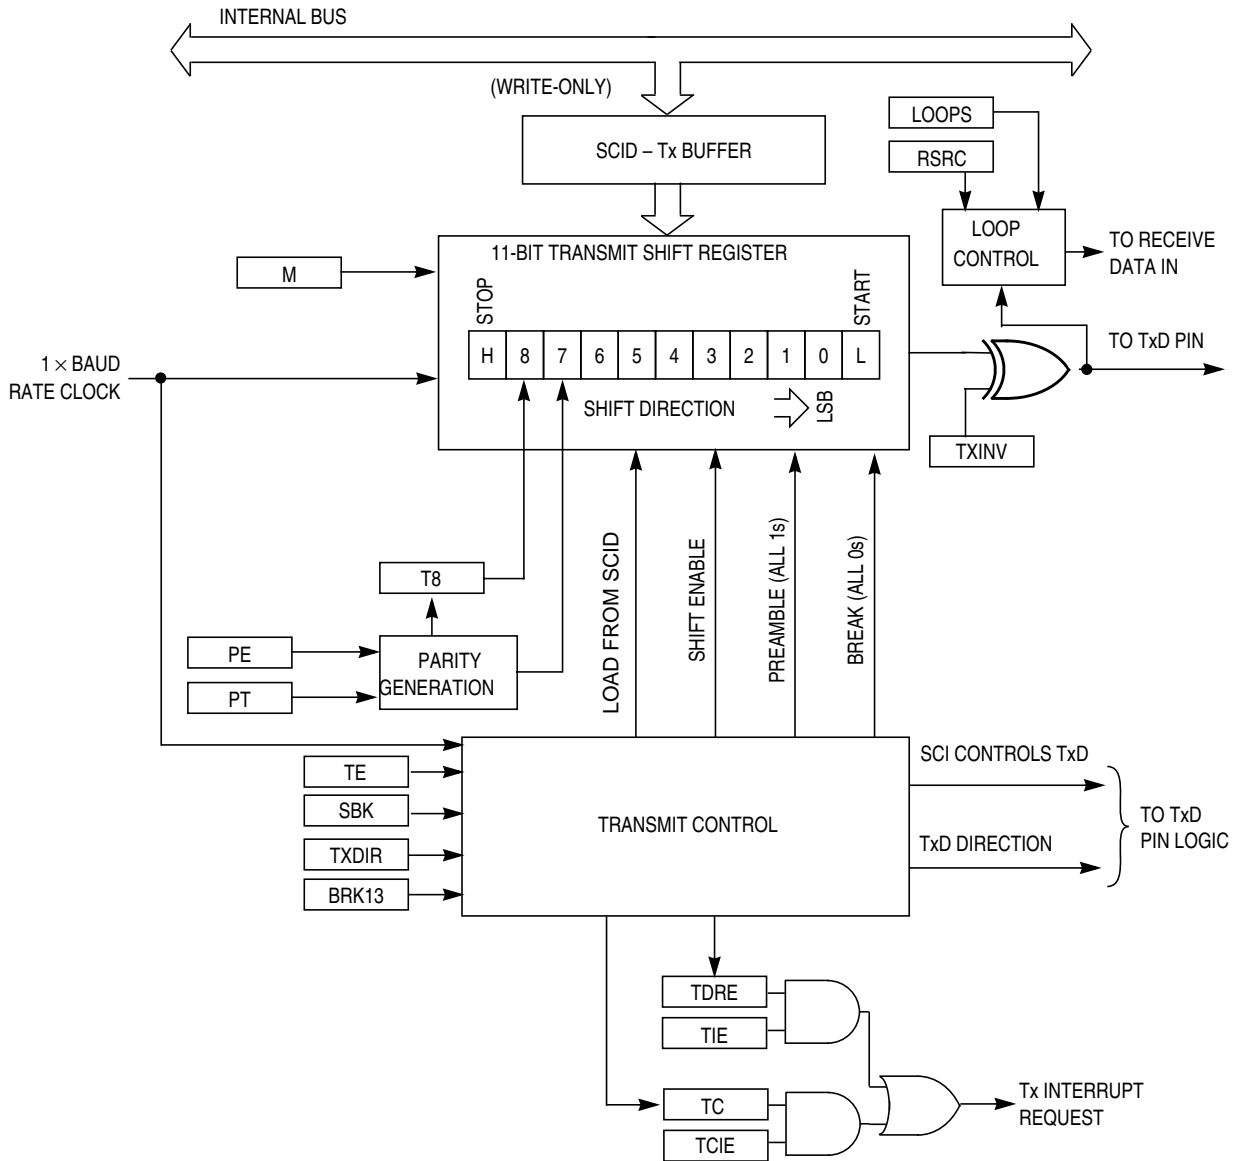 INTERNAL BUS
(WRITE-ONLY)
SCID – Tx BUFFER
LOOPS
RSRC
LOOP
CONTROL
TO RECEIVE
DATA IN
11-BIT TRANSMIT SHIFT REGISTER
M
STOP
START
H 8 7 6 5 4 3 2 1 0 L
1 × BAUD
RATE CLOCK
TO TxD PIN
SHIFT DIRECTION
LSB
TXINV
LOAD FROM SCID
SHIFT ENABLE
PREAMBLE (ALL 1s)
BREAK (ALL 0s)
T8
PE
PT
PARITY
GENERATION
TE
SBK
TXDIR
BRK13
TRANSMIT CONTROL
SCI CONTROLS TxD
TxD DIRECTION
TO TxD
PIN LOGIC
TDRE
TIE
TC
TCIE
Tx INTERRUPT
REQUEST